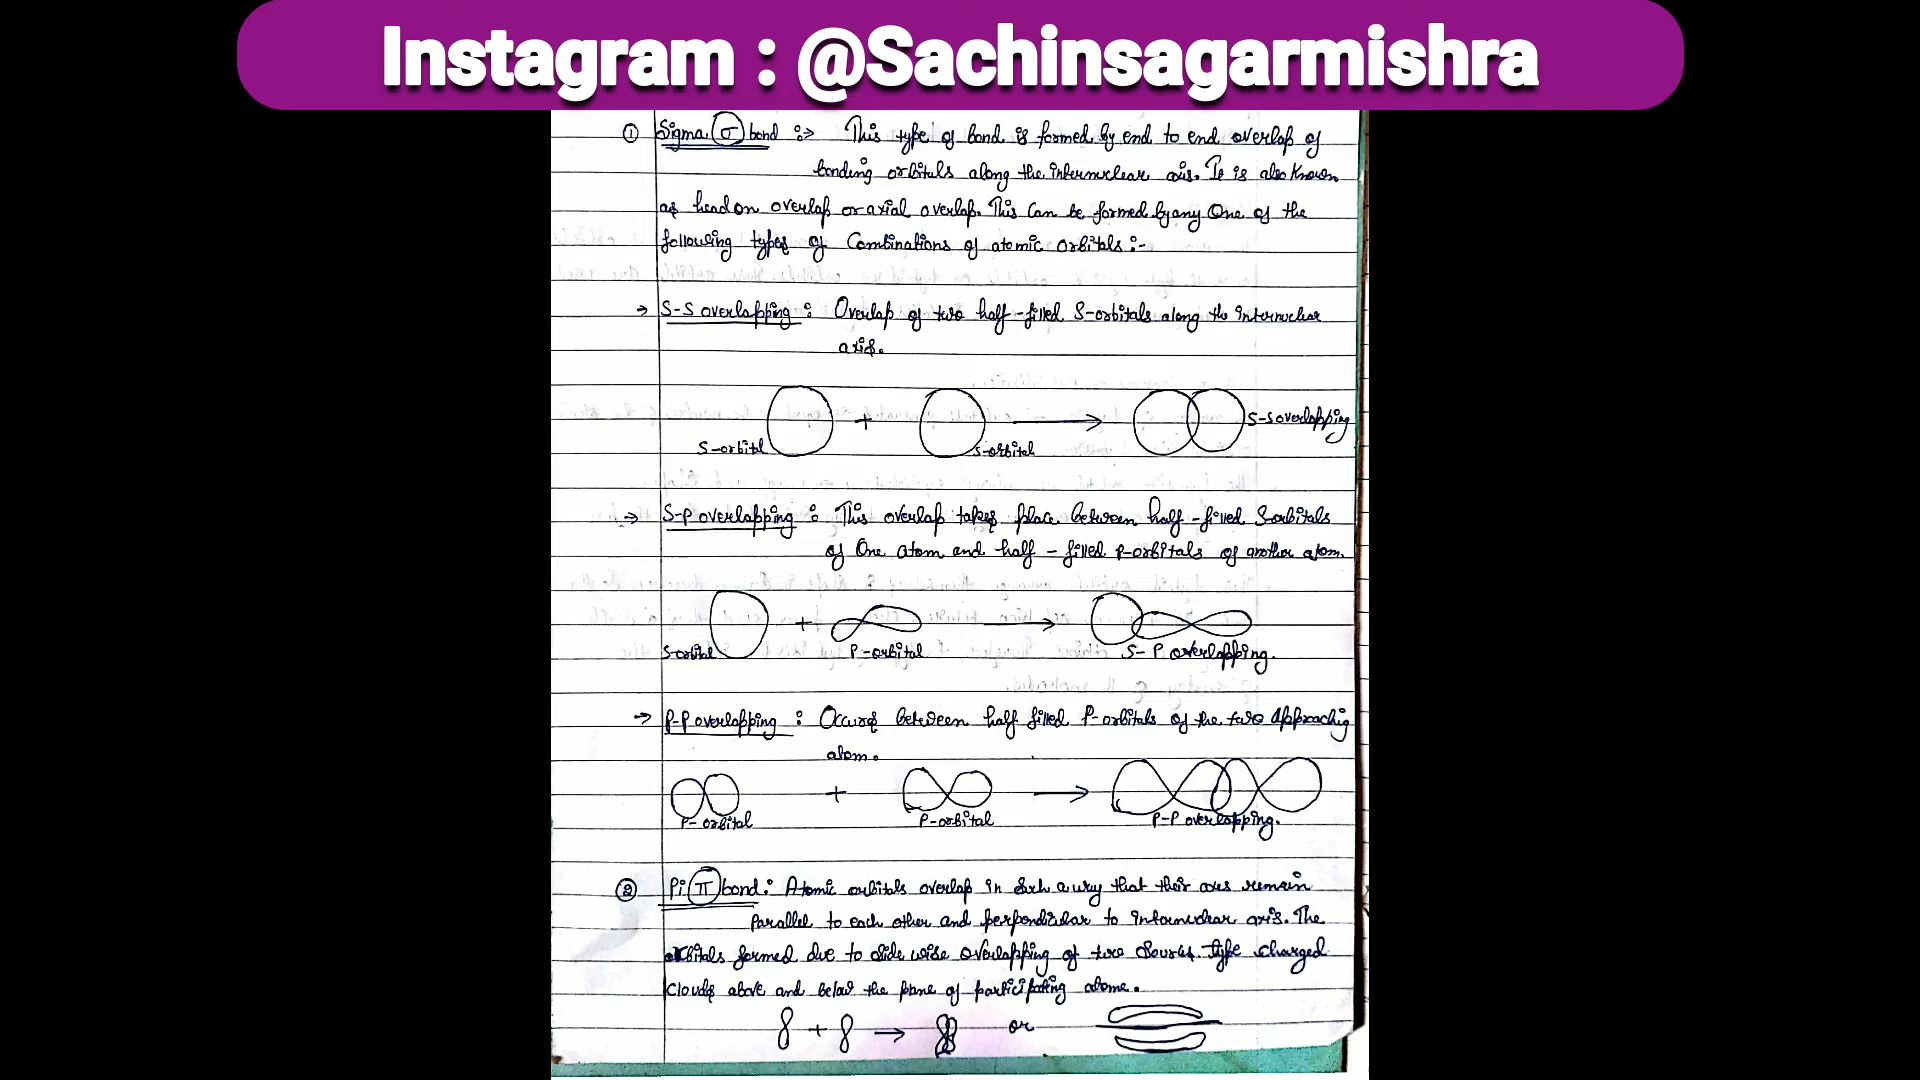 Instagram : @Sachinsagarmishra
① Sigma (σ) bond :→ This type of bond is formed by end to end overlap of
bonding orbitals along the internuclear axis. It is also known
as head on overlap or axial overlap. This can be formed by any One of the
following types of Combinations of atomic orbitals :-
→ S-S overlapping : Overlap of two half-filled S-orbitals along the internuclear
axis.
+ → S-S overlapping
S-orbital S-orbital
→ S-P overlapping : This overlap takes place between half-filled S-orbitals
of One atom and half-filled P-orbitals of another atom.
+ →
S-orbital P-orbital S-P overlapping.
→ P-P overlapping : Occurs between half filled P-orbitals of the two approaching
atom.
+ →
P-orbital P-orbital P-P overlapping.
② Pi (π) bond : Atomic orbitals overlap in such a way that their axes remain
parallel to each other and perpendicular to internuclear axis. The
orbitals formed due to side wise overlapping of two type charged
clouds above and below the plane of participating atoms.
+ → or